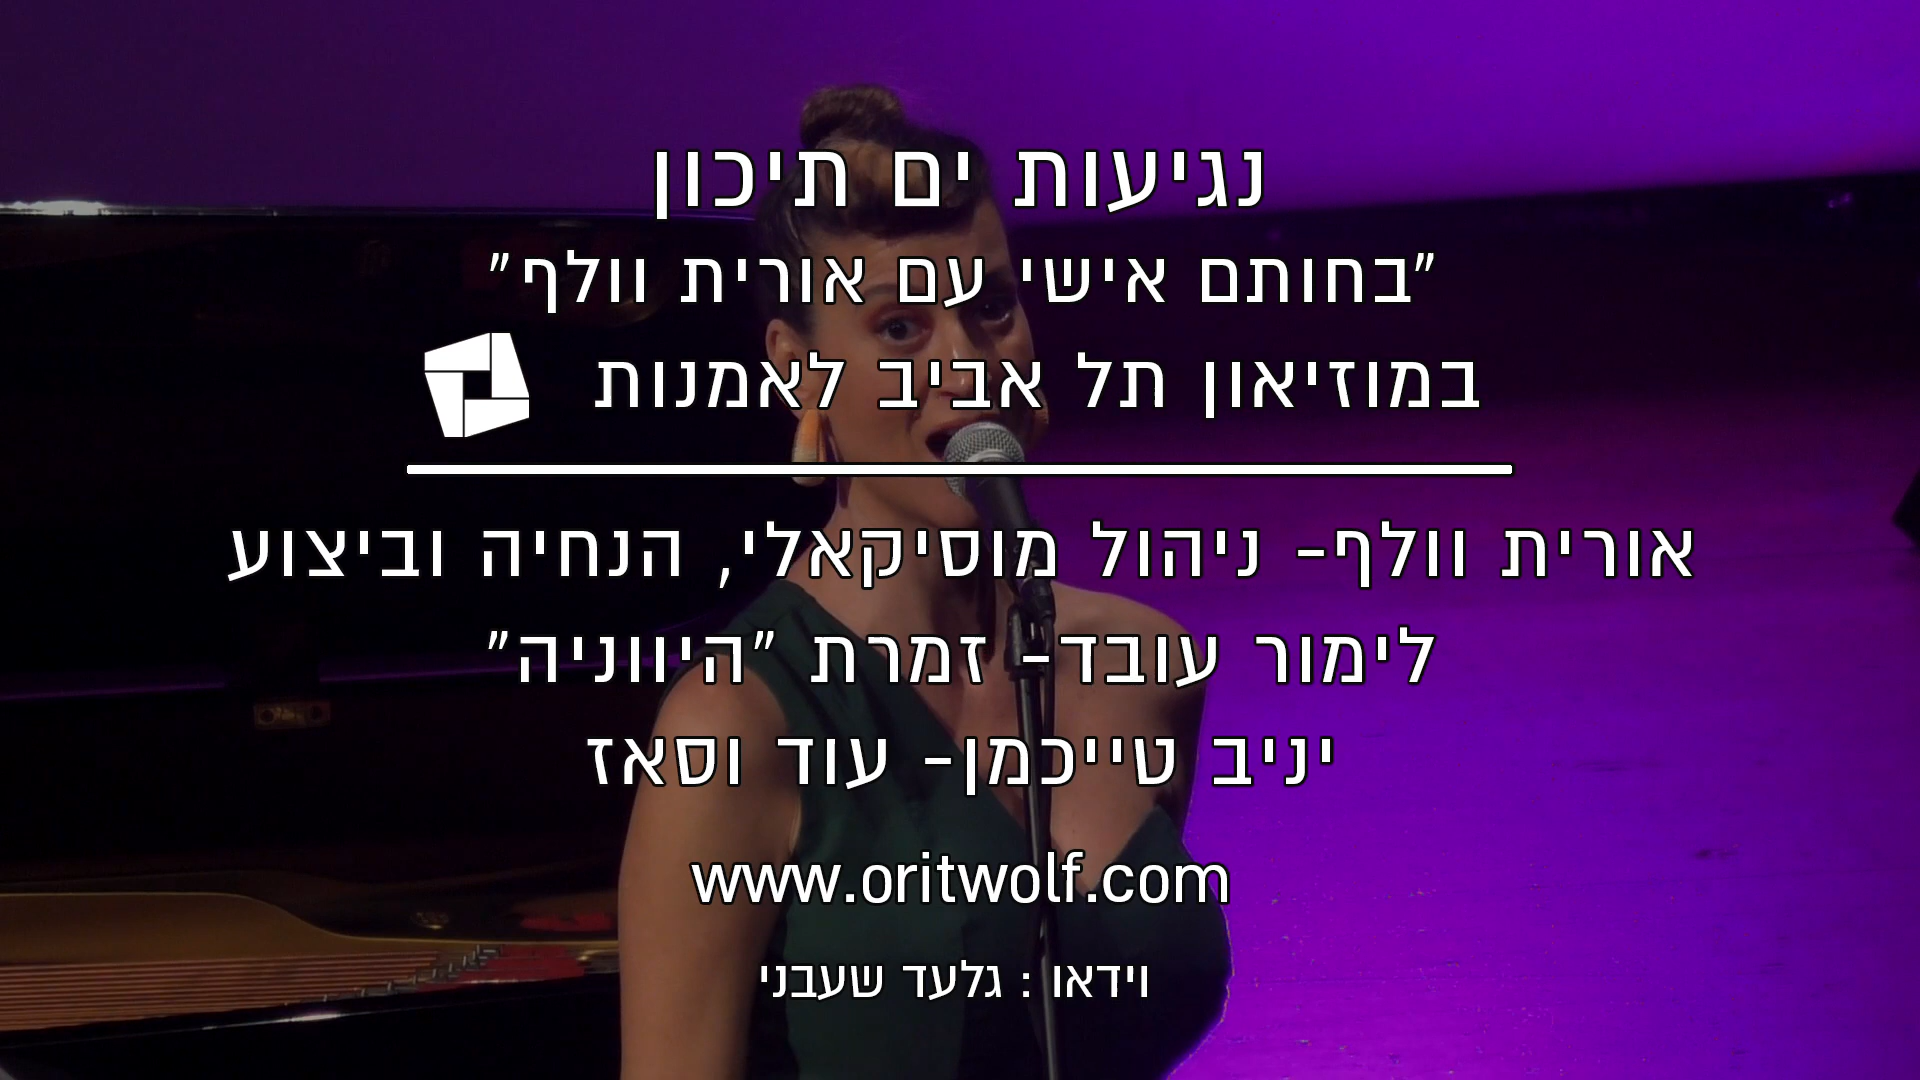 נגיעות ים תיכון
"בחותם אישי עם אורית וולף"
במוזיאון תל אביב לאמנות
אורית וולף- ניהול מוסיקאלי, הנחיה וביצוע
לימור עובד- זמרת "היווניה"
יניב טייכמן- עוד וסאז
www.oritwolf.com
וידאו : גלעד שעבני